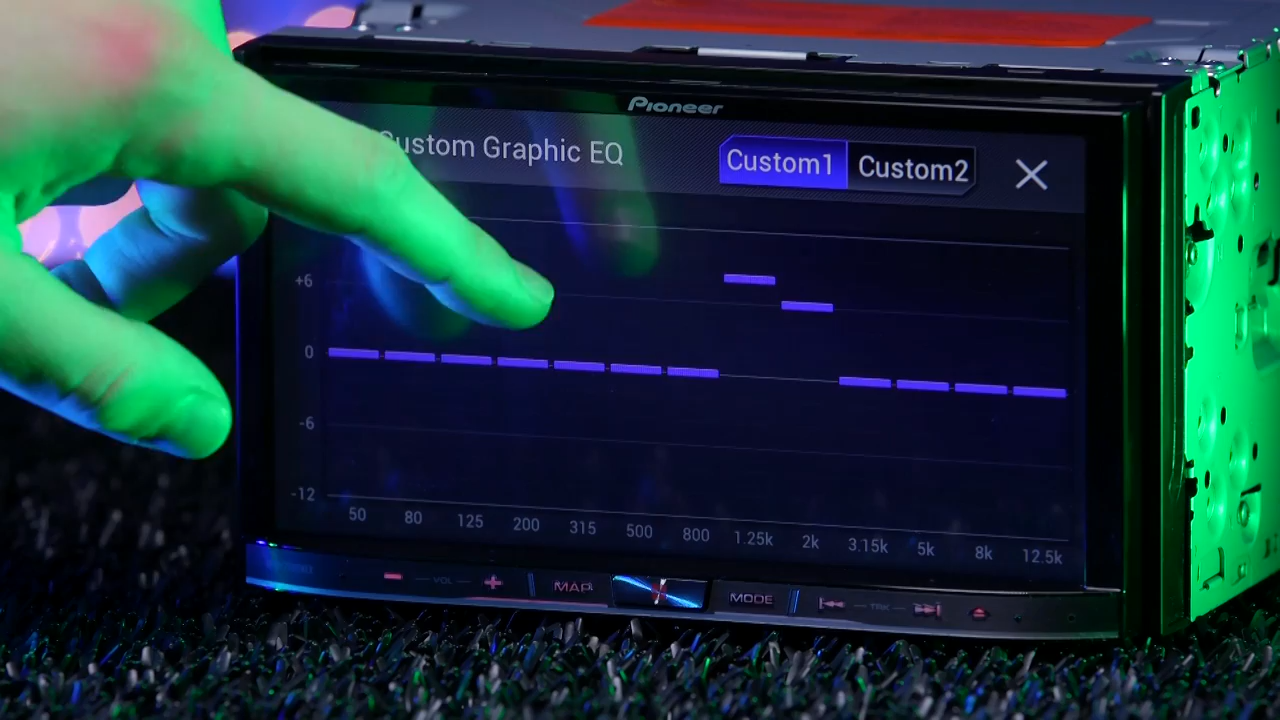 Pioneer
ustom Graphic EQ
Custom1 Custom2
+6
0
-6
-12
50 80 125 200 315 500 800 1.25k 2k 3.15k 5k 8k 12.5k
VOL MAP MODE TRK